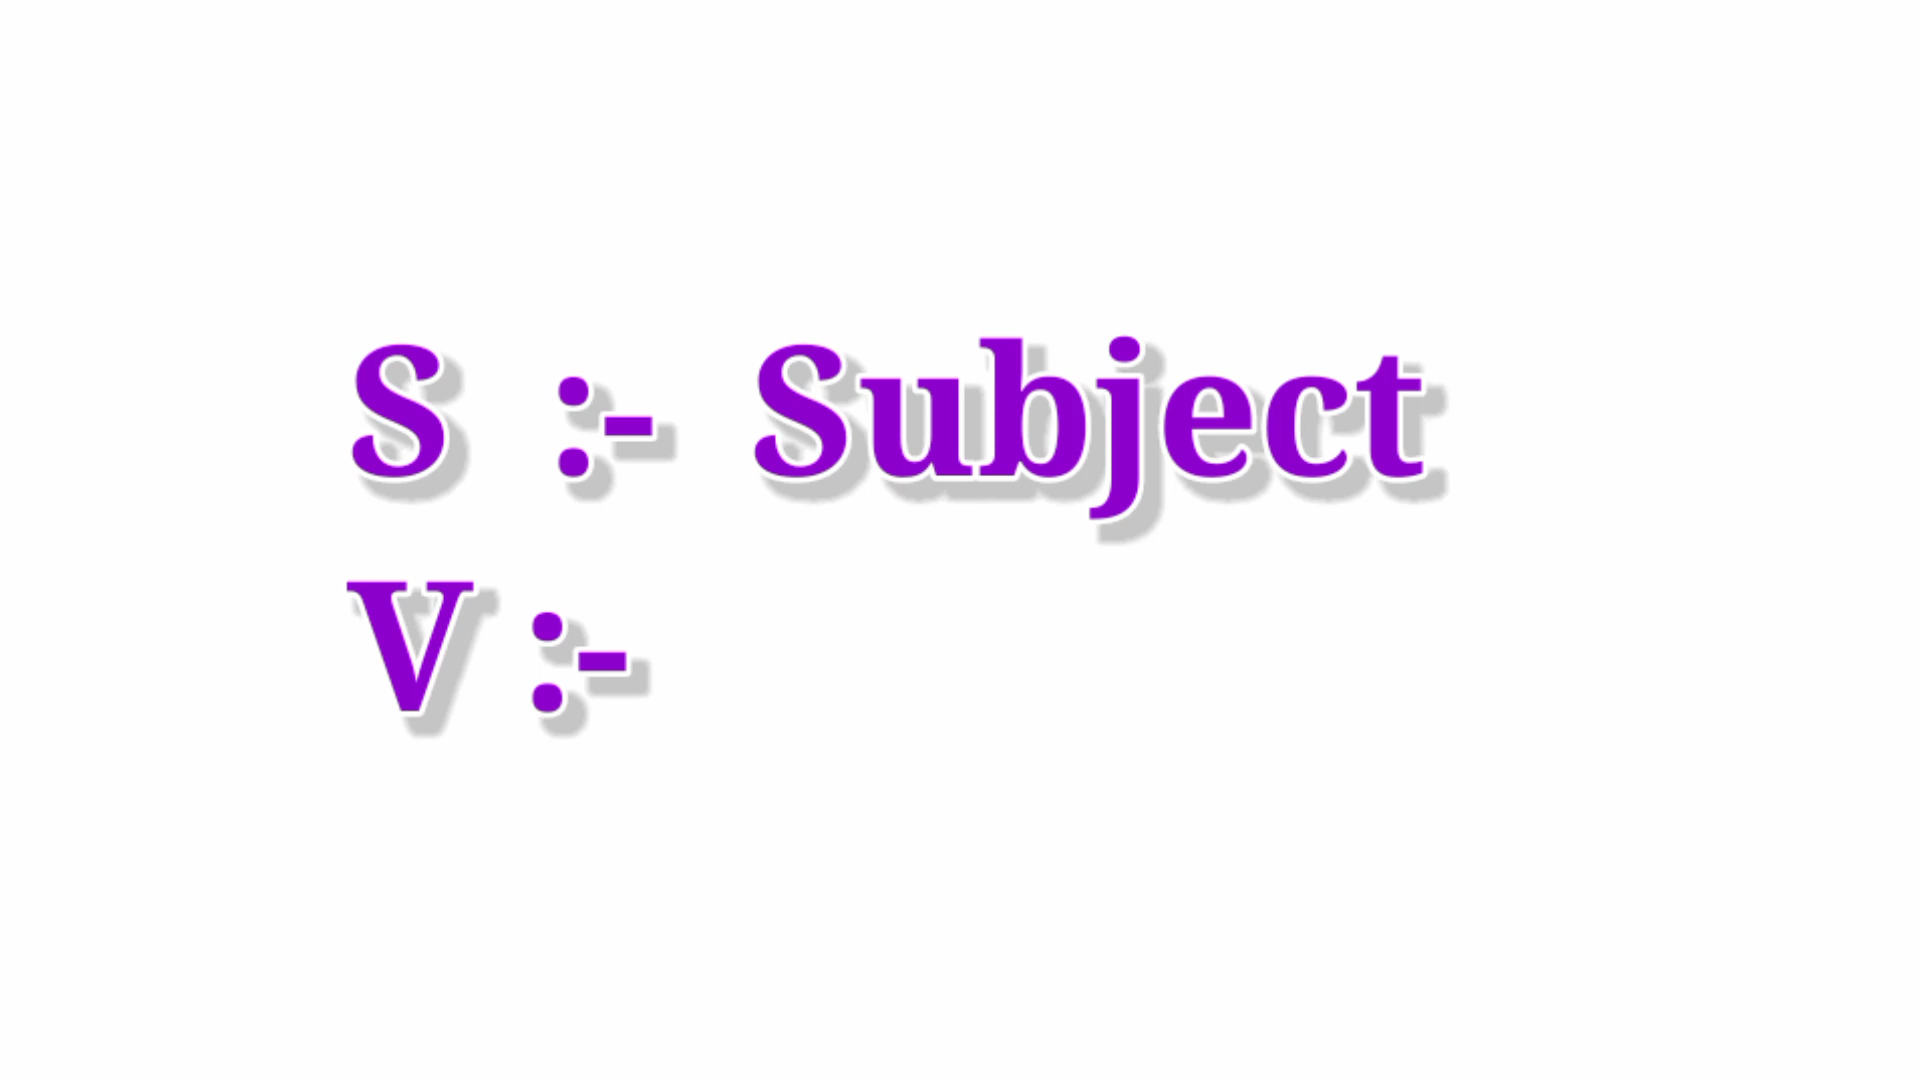 S :- Subject
V :-